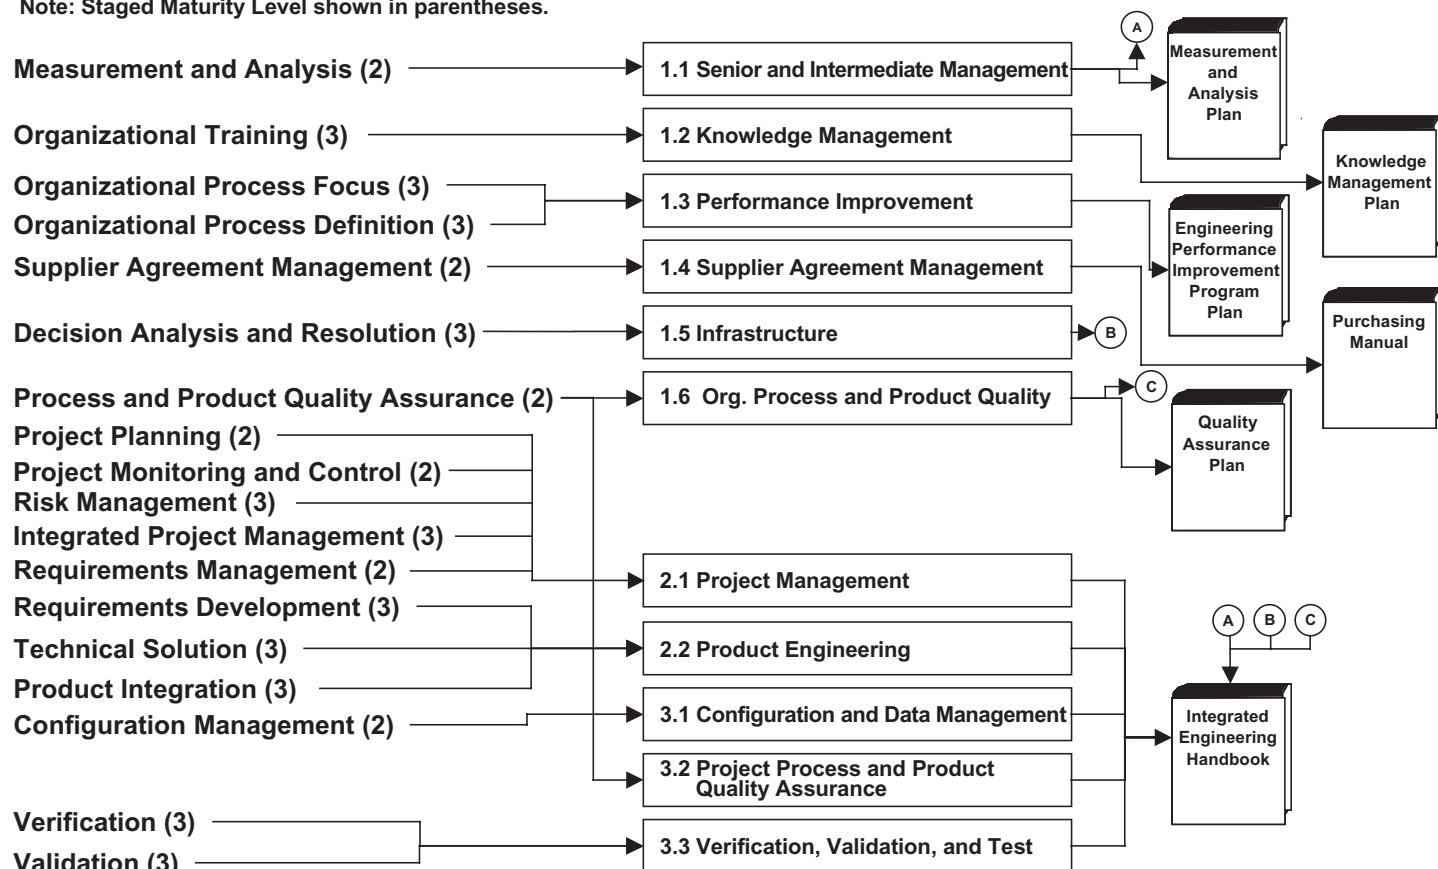 Note: Staged Maturity Level shown in parentheses.
Measurement and Analysis (2)
Organizational Training (3)
Organizational Process Focus (3)
Organizational Process Definition (3)
Supplier Agreement Management (2)
Decision Analysis and Resolution (3)
Process and Product Quality Assurance (2)
Project Planning (2)
Project Monitoring and Control (2)
Risk Management (3)
Integrated Project Management (3)
Requirements Management (2)
Requirements Development (3)
Technical Solution (3)
Product Integration (3)
Configuration Management (2)
Verification (3)
Validation (3)
1.1 Senior and Intermediate Management
1.2 Knowledge Management
1.3 Performance Improvement
1.4 Supplier Agreement Management
1.5 Infrastructure
1.6 Org. Process and Product Quality
2.1 Project Management
2.2 Product Engineering
3.1 Configuration and Data Management
3.2 Project Process and Product
Quality Assurance
3.3 Verification, Validation, and Test
A
Measurement
and
Analysis
Plan
Knowledge
Management
Plan
Engineering
Performance
Improvement
Program
Plan
B
Purchasing
Manual
C
Quality
Assurance
Plan
A
B
C
Integrated
Engineering
Handbook